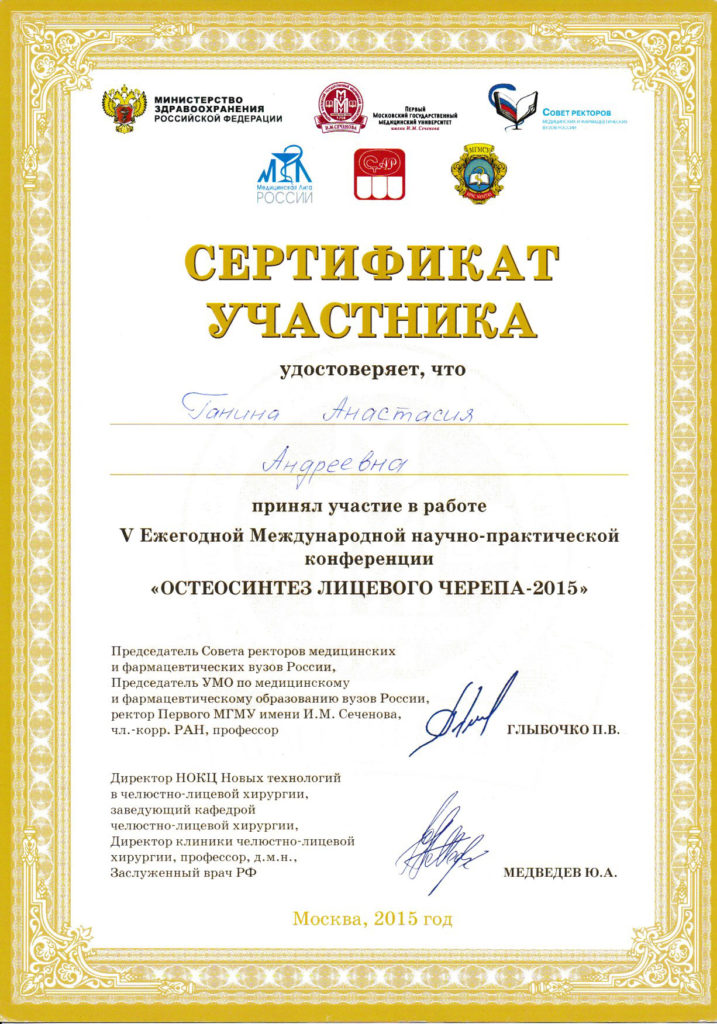 МИНИСТЕРСТВО
ЗДРАВООХРАНЕНИЯ
РОССИЙСКОЙ ФЕДЕРАЦИИ
И.М.СЕЧЕНОВА
Первый
Московский государственный
медицинский университет
имени И.М. Сеченова
Совет ректоров
медицинских и фармацевтических
вузов России
Медицинская Лига
РОССИИ
МГМСУ
СЕРТИФИКАТ
УЧАСТНИКА
удостоверяет, что
Ганина Анастасия
Андреевна
принял участие в работе
V Ежегодной Международной научно-практической
конференции
«ОСТЕОСИНТЕЗ ЛИЦЕВОГО ЧЕРЕПА-2015»
Председатель Совета ректоров медицинских
и фармацевтических вузов России,
Председатель УМО по медицинскому
и фармацевтическому образованию вузов России,
ректор Первого МГМУ имени И.М. Сеченова,
чл.-корр. РАН, профессор
ГЛЫБОЧКО П.В.
Директор НОКЦ Новых технологий
в челюстно-лицевой хирургии,
заведующий кафедрой
челюстно-лицевой хирургии,
Директор клиники челюстно-лицевой
хирургии, профессор, д.м.н.,
Заслуженный врач РФ
МЕДВЕДЕВ Ю.А.
Москва, 2015 год